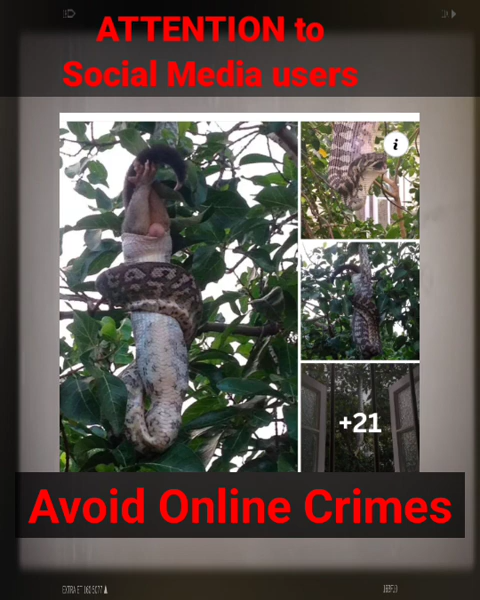 ATTENTION to
Social Media users
i
+21
Avoid Online Crimes